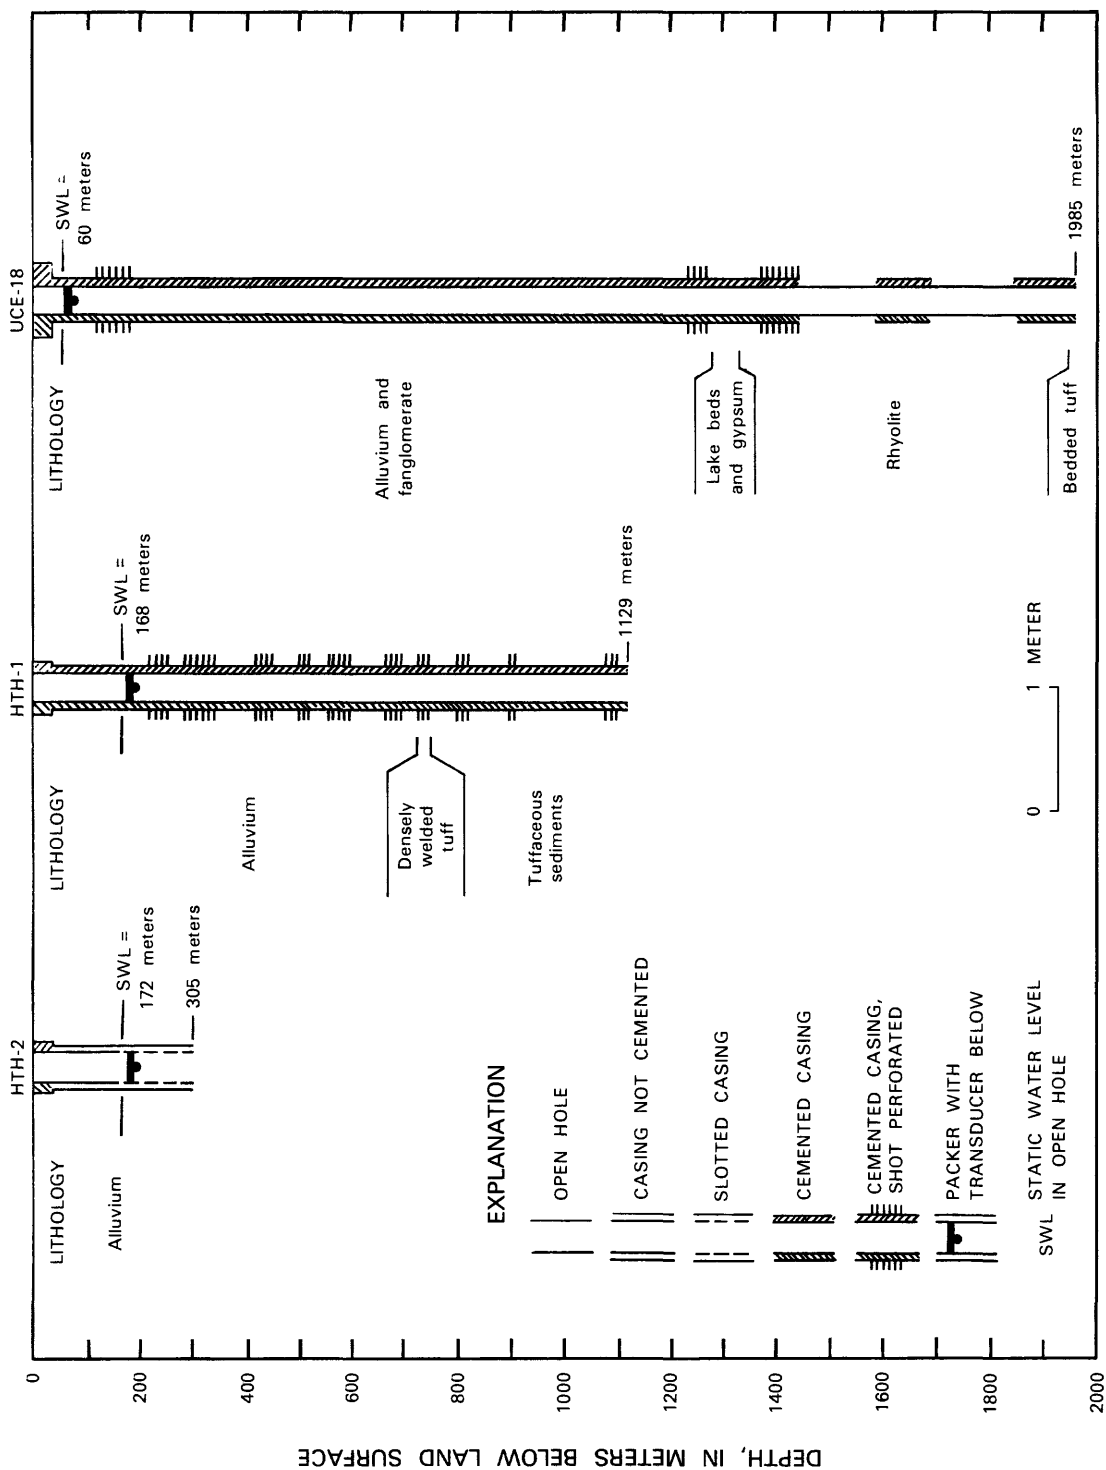 DEPTH, IN METERS BELOW LAND SURFACE
0
200
400
600
800
1000
1200
1400
1600
1800
2000
HTH-2
LITHOLOGY
Alluvium
SWL =
172 meters
305 meters
HTH-1
LITHOLOGY
Alluvium
Densely
welded
tuff
Tuffaceous
sediments
SWL =
168 meters
1129 meters
UCE-18
LITHOLOGY
Alluvium and
fanglomerate
Lake beds
and gypsum
Rhyolite
Bedded tuff
SWL =
60 meters
1985 meters
EXPLANATION
OPEN HOLE
CASING NOT CEMENTED
SLOTTED CASING
CEMENTED CASING
CEMENTED CASING,
SHOT PERFORATED
PACKER WITH
TRANSDUCER BELOW
SWL STATIC WATER LEVEL
IN OPEN HOLE
0 1 METER